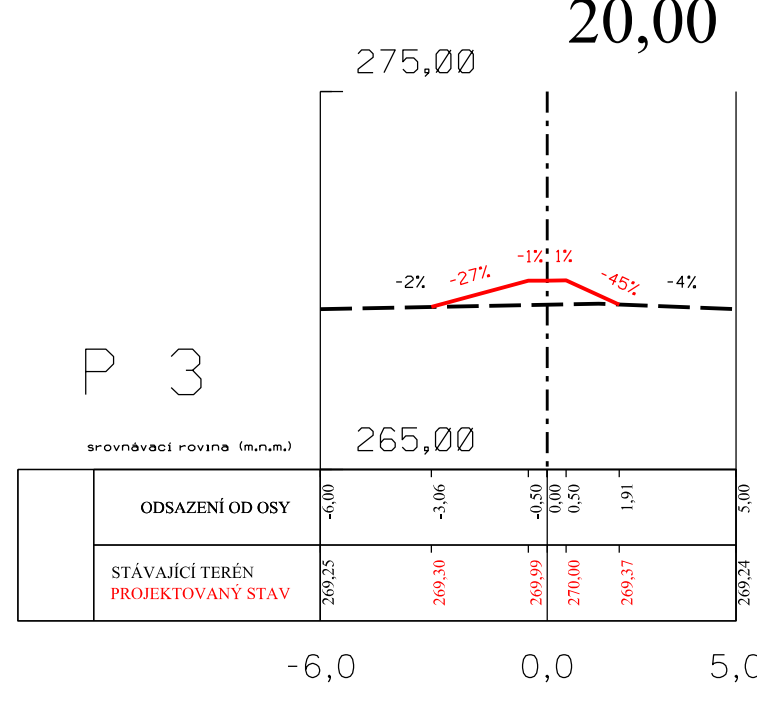 20,00
275,00
-1% 1%
-2% -27% -45% -4%
P 3
srovnávací rovina (m.n.m.) 265,00
ODSAZENÍ OD OSY -6,00 -3,06 -0,50 0,00 0,50 1,91 5,00
STÁVAJÍCÍ TERÉN 269,25 269,24
PROJEKTOVANÝ STAV 269,30 269,99 270,00 269,37
-6,0 0,0 5,0